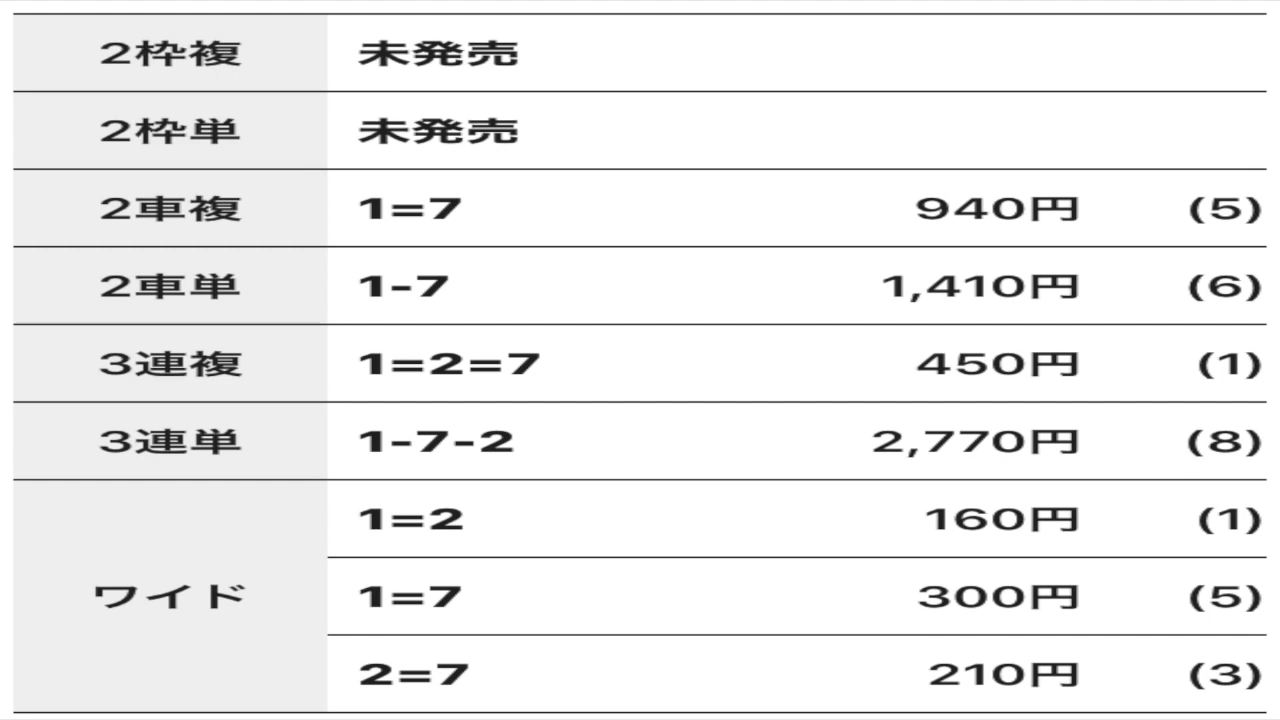 2枠複 未発売
2枠単 未発売
2車複 1=7 940円 (5)
2車単 1-7 1,410円 (6)
3連複 1=2=7 450円 (1)
3連単 1-7-2 2,770円 (8)
1=2 160円 (1)
ワイド 1=7 300円 (5)
2=7 210円 (3)